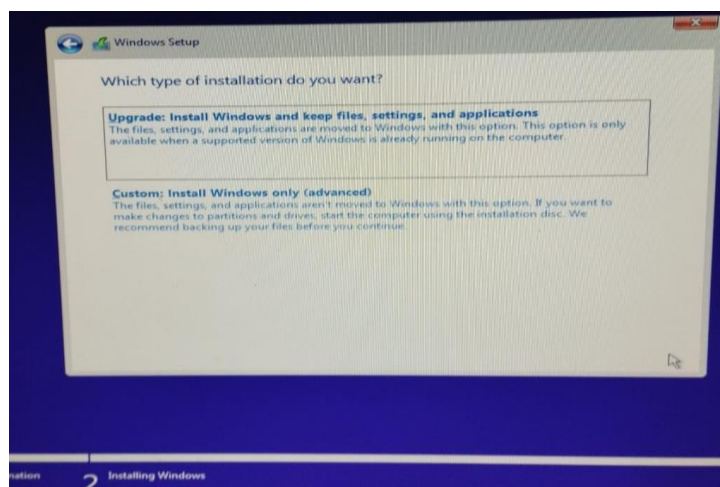 Windows Setup
Which type of installation do you want?
Upgrade: Install Windows and keep files, settings, and applications
The files, settings, and applications are moved to Windows with this option. This option is only
available when a supported version of Windows is already running on the computer.
Custom: Install Windows only (advanced)
The files, settings, and applications aren't moved to Windows with this option. If you want to
make changes to partitions and drives, start the computer using the installation disc. We
recommend backing up your files before you continue.
mation
2 Installing Windows